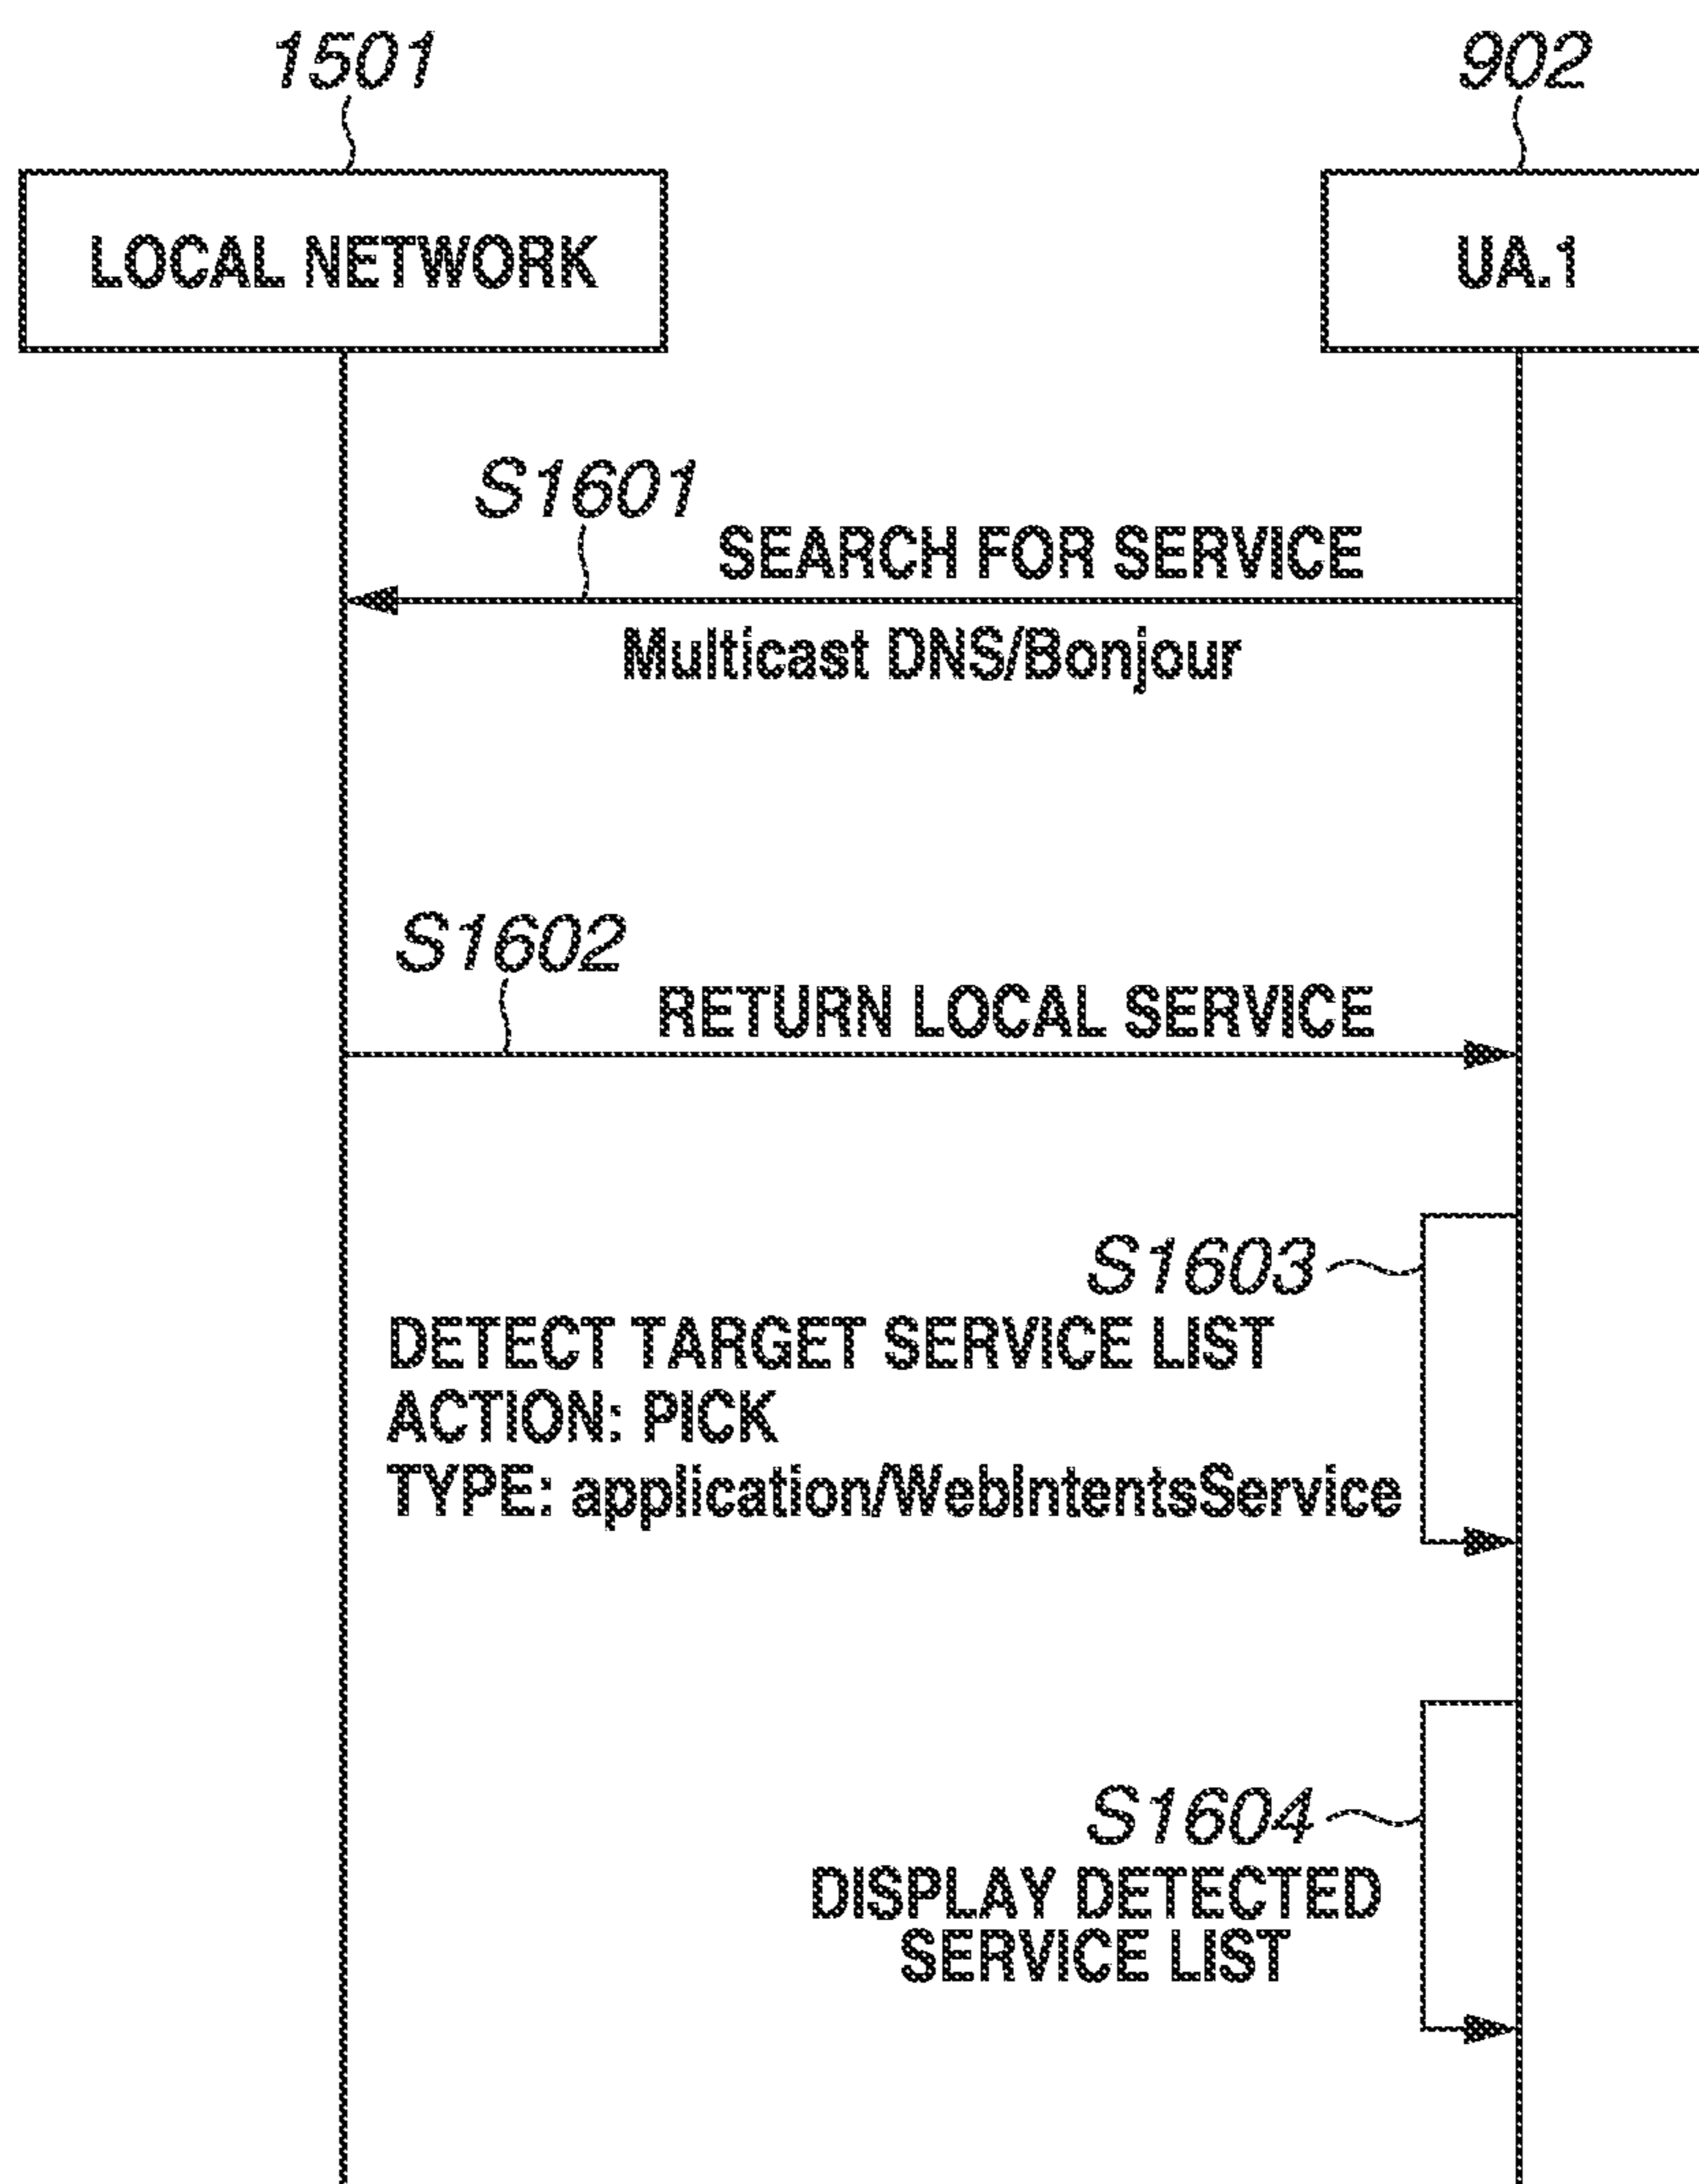 1501
902
LOCAL NETWORK
UA.1
S1601
SEARCH FOR SERVICE
Multicast DNS/Bonjour
S1602
RETURN LOCAL SERVICE
S1603
DETECT TARGET SERVICE LIST
ACTION: PICK
TYPE: application/WebIntentsService
S1604
DISPLAY DETECTED
SERVICE LIST